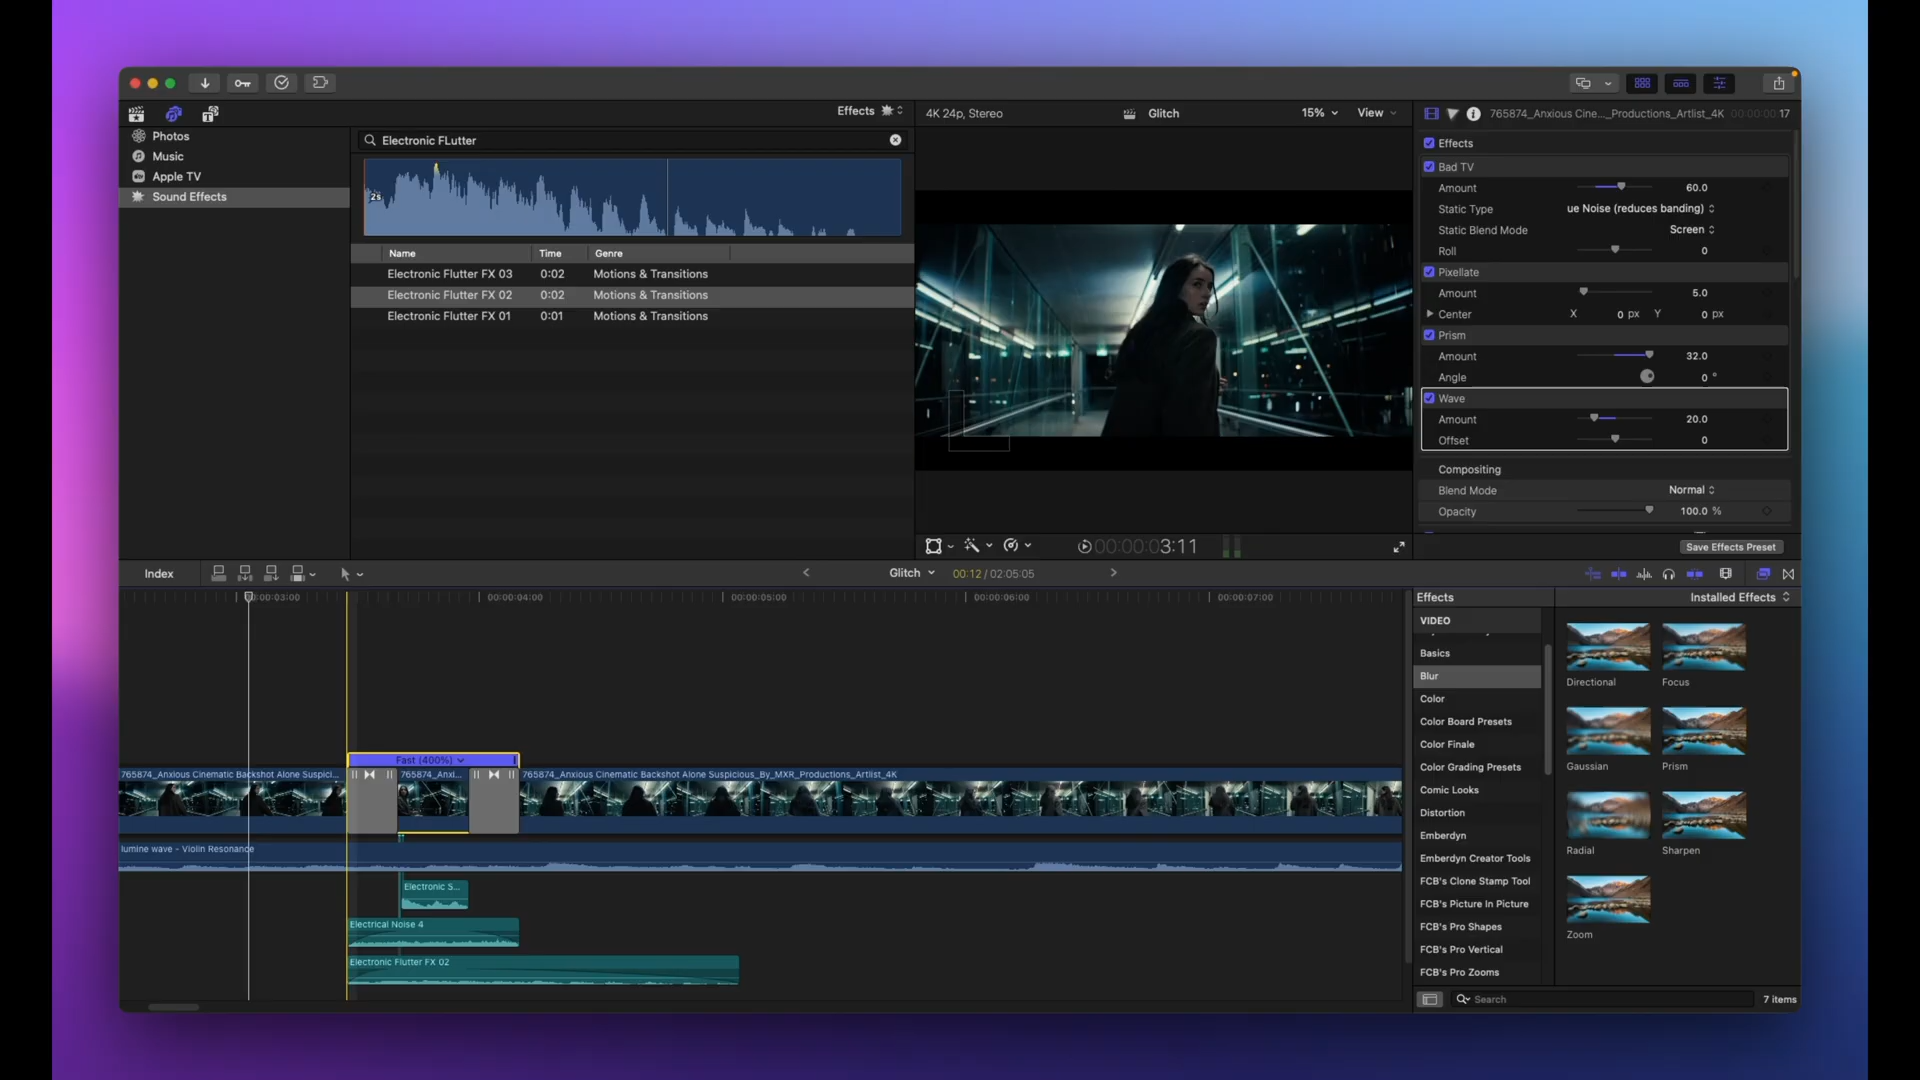 Photos
Music
Apple TV
Sound Effects
Effects
Electronic FLutter
2s
Name Time Genre
Electronic Flutter FX 03 0:02 Motions & Transitions
Electronic Flutter FX 02 0:02 Motions & Transitions
Electronic Flutter FX 01 0:01 Motions & Transitions
4K 24p, Stereo Glitch 15% View
00:00:03:11
765874_Anxious Cine..._Productions_Artlist_4K 00:00:00:17
Effects
Bad TV
Amount 60.0
Static Type ue Noise (reduces banding)
Static Blend Mode Screen
Roll 0
Pixellate
Amount 5.0
Center X 0 px Y 0 px
Prism
Amount 32.0
Angle 0 °
Wave
Amount 20.0
Offset 0
Compositing
Blend Mode Normal
Opacity 100.0 %
Save Effects Preset
Index Glitch 00:12 / 02:05:05
00:00:03:00 00:00:04:00 00:00:05:00 00:00:06:00 00:00:07:00
Fast (400%)
765874_Anxious Cinematic Backshot Alone Suspici... 765874_Anxi... 765874_Anxious Cinematic Backshot Alone Suspicious_By_MXR_Productions_Artlist_4K
lumine wave - Violin Resonance
Electronic S...
Electrical Noise 4
Electronic Flutter FX 02
Effects Installed Effects
VIDEO
Basics
Blur
Color
Color Board Presets
Color Finale
Color Grading Presets
Comic Looks
Distortion
Emberdyn
Emberdyn Creator Tools
FCB's Clone Stamp Tool
FCB's Picture In Picture
FCB's Pro Shapes
FCB's Pro Vertical
FCB's Pro Zooms
Directional Focus
Gaussian Prism
Radial Sharpen
Zoom
Search 7 items